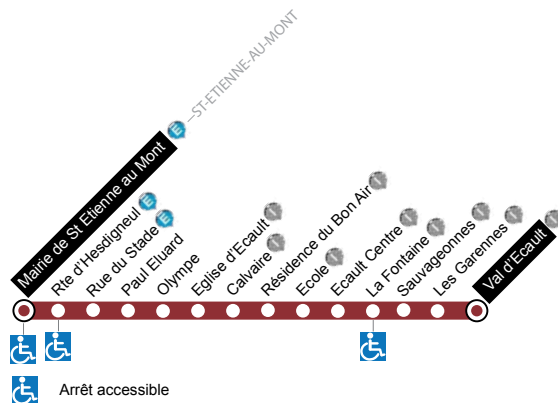 –ST-ETIENNE-AU-MONT
Mairie de St Etienne au Mont
Rte d'Hesdigneul
Rue du Stade
Paul Eluard
Olympe
Eglise d'Ecault
Calvaire
Résidence du Bon Air
Ecole
Ecault Centre
La Fontaine
Sauvageonnes
Les Garennes
Val d'Ecault
Arrêt accessible